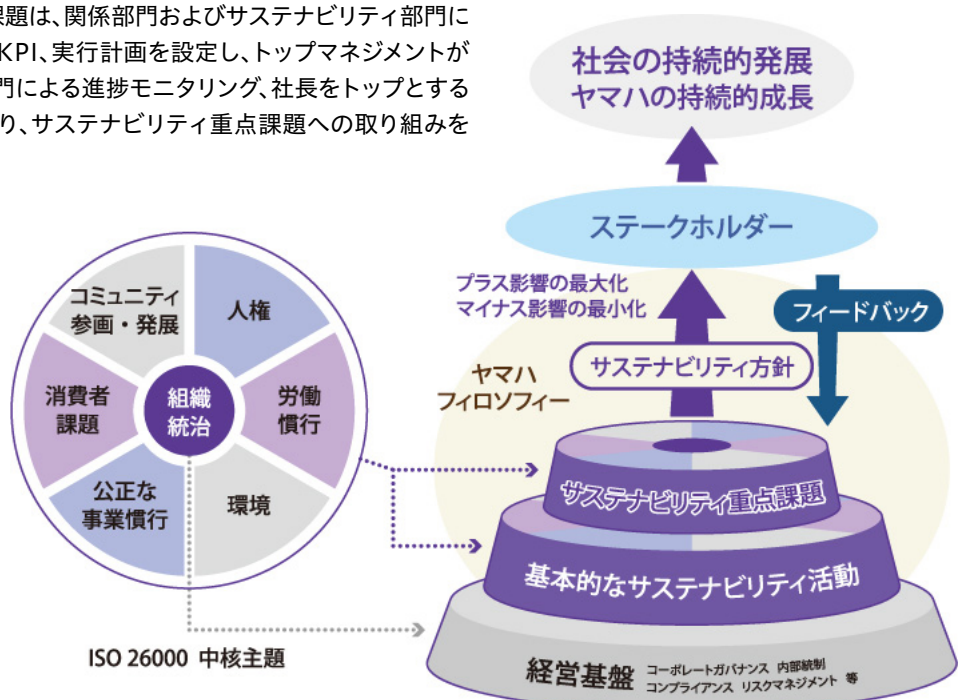 課題は、関係部門およびサステナビリティ部門に
KPI、実行計画を設定し、トップマネジメントが
門による進捗モニタリング、社長をトップとする
り、サステナビリティ重点課題への取り組みを
社会の持続的発展
ヤマハの持続的成長
ステークホルダー
プラス影響の最大化
マイナス影響の最小化
フィードバック
サステナビリティ方針
ヤマハ
フィロソフィー
サステナビリティ重点課題
基本的なサステナビリティ活動
経営基盤 コーポレートガバナンス 内部統制
コンプライアンス リスクマネジメント 等
コミュニティ
参画・発展
人権
消費者
課題
組織
統治
労働
慣行
公正な
事業慣行
環境
ISO 26000 中核主題